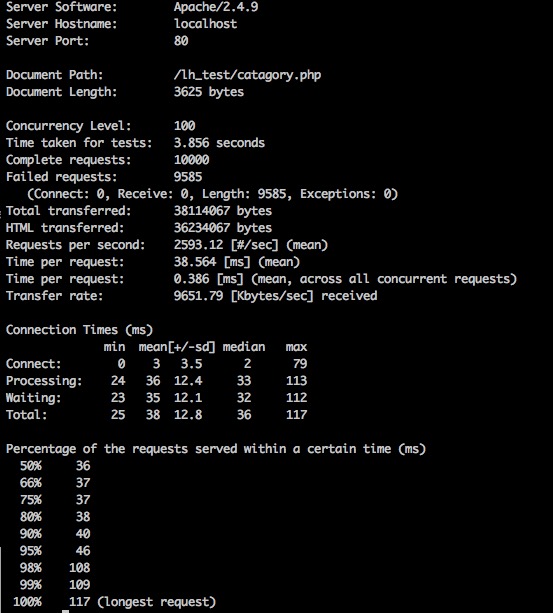 Server Software:        Apache/2.4.9
Server Hostname:        localhost
Server Port:            80

Document Path:          /lh_test/catagory.php
Document Length:        3625 bytes

Concurrency Level:      100
Time taken for tests:   3.856 seconds
Complete requests:      10000
Failed requests:        9585
   (Connect: 0, Receive: 0, Length: 9585, Exceptions: 0)
Total transferred:      38114067 bytes
HTML transferred:       36234067 bytes
Requests per second:    2593.12 [#/sec] (mean)
Time per request:       38.564 [ms] (mean)
Time per request:       0.386 [ms] (mean, across all concurrent requests)
Transfer rate:          9651.79 [Kbytes/sec] received

Connection Times (ms)
              min  mean[+/-sd] median   max
Connect:        0    3   3.5      2      79
Processing:    24   36  12.4     33     113
Waiting:       23   35  12.1     32     112
Total:         25   38  12.8     36     117

Percentage of the requests served within a certain time (ms)
  50%     36
  66%     37
  75%     37
  80%     38
  90%     40
  95%     46
  98%    108
  99%    109
 100%    117 (longest request)